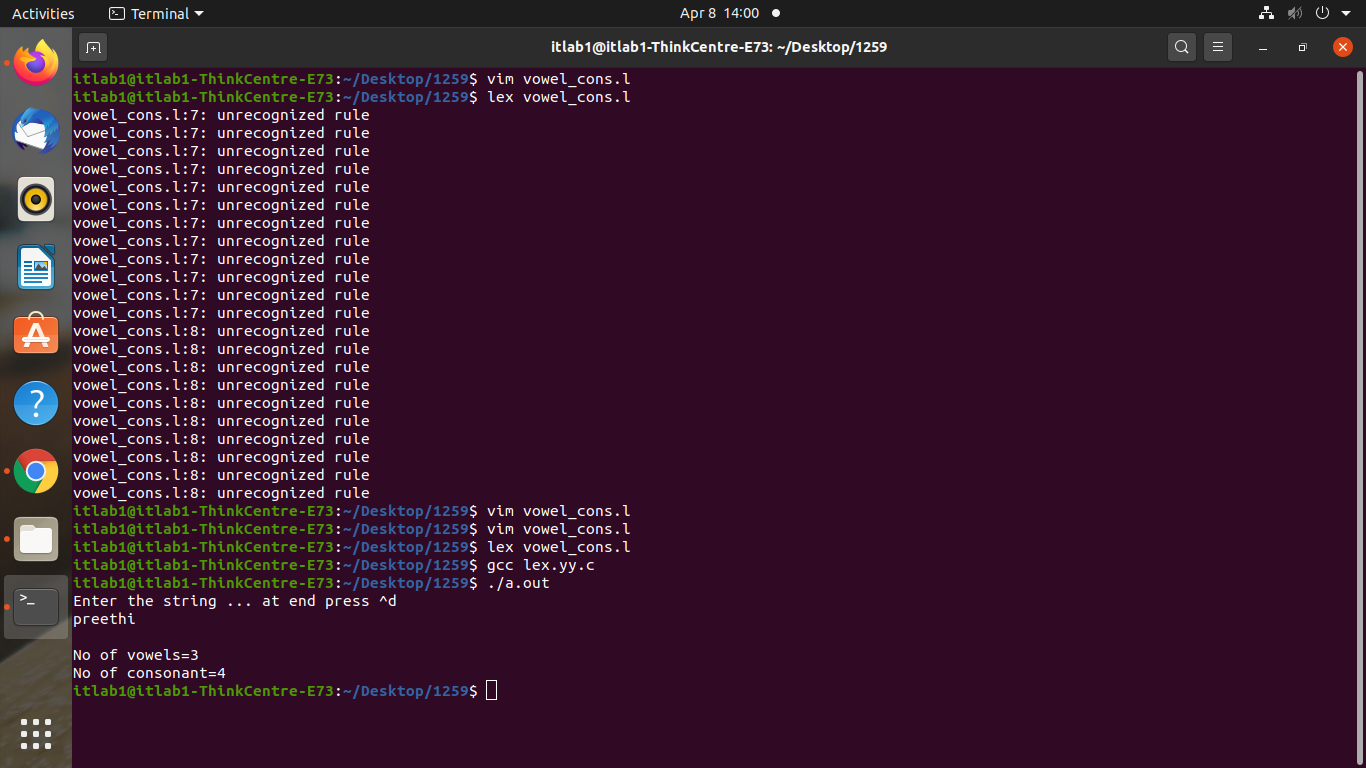 Activities Terminal Apr 8 14:00
itlab1@itlab1-ThinkCentre-E73: ~/Desktop/1259
itlab1@itlab1-ThinkCentre-E73:~/Desktop/1259$ vim vowel_cons.l
itlab1@itlab1-ThinkCentre-E73:~/Desktop/1259$ lex vowel_cons.l
vowel_cons.l:7: unrecognized rule
vowel_cons.l:7: unrecognized rule
vowel_cons.l:7: unrecognized rule
vowel_cons.l:7: unrecognized rule
vowel_cons.l:7: unrecognized rule
vowel_cons.l:7: unrecognized rule
vowel_cons.l:7: unrecognized rule
vowel_cons.l:7: unrecognized rule
vowel_cons.l:7: unrecognized rule
vowel_cons.l:7: unrecognized rule
vowel_cons.l:7: unrecognized rule
vowel_cons.l:7: unrecognized rule
vowel_cons.l:8: unrecognized rule
vowel_cons.l:8: unrecognized rule
vowel_cons.l:8: unrecognized rule
vowel_cons.l:8: unrecognized rule
vowel_cons.l:8: unrecognized rule
vowel_cons.l:8: unrecognized rule
vowel_cons.l:8: unrecognized rule
vowel_cons.l:8: unrecognized rule
vowel_cons.l:8: unrecognized rule
vowel_cons.l:8: unrecognized rule
itlab1@itlab1-ThinkCentre-E73:~/Desktop/1259$ vim vowel_cons.l
itlab1@itlab1-ThinkCentre-E73:~/Desktop/1259$ vim vowel_cons.l
itlab1@itlab1-ThinkCentre-E73:~/Desktop/1259$ lex vowel_cons.l
itlab1@itlab1-ThinkCentre-E73:~/Desktop/1259$ gcc lex.yy.c
itlab1@itlab1-ThinkCentre-E73:~/Desktop/1259$ ./a.out
Enter the string ... at end press ^d
preethi
No of vowels=3
No of consonant=4
itlab1@itlab1-ThinkCentre-E73:~/Desktop/1259$